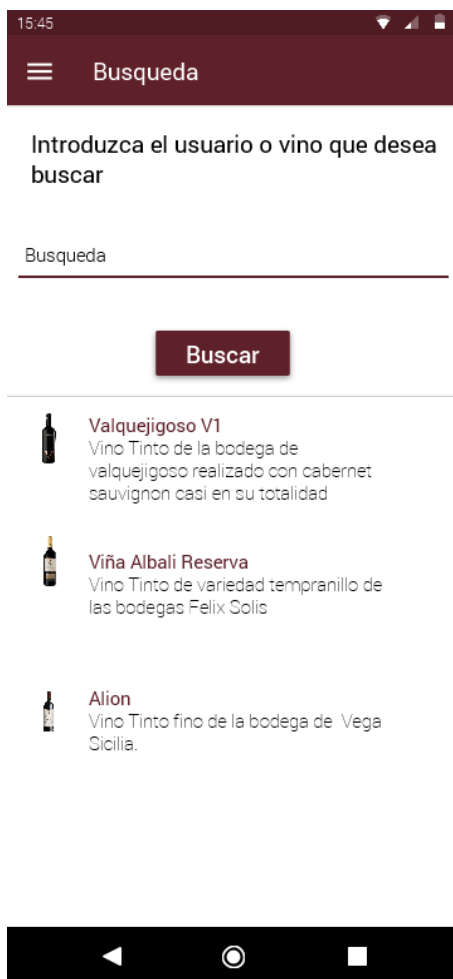 15:45
Busqueda
Introduzca el usuario o vino que desea
buscar
Busqueda
Buscar
Valquejigoso V1
Vino Tinto de la bodega de
valquejigoso realizado con cabernet
sauvignon casi en su totalidad
Viña Albali Reserva
Vino Tinto de variedad tempranillo de
las bodegas Felix Solis
Alion
Vino Tinto fino de la bodega de Vega
Sicilia.